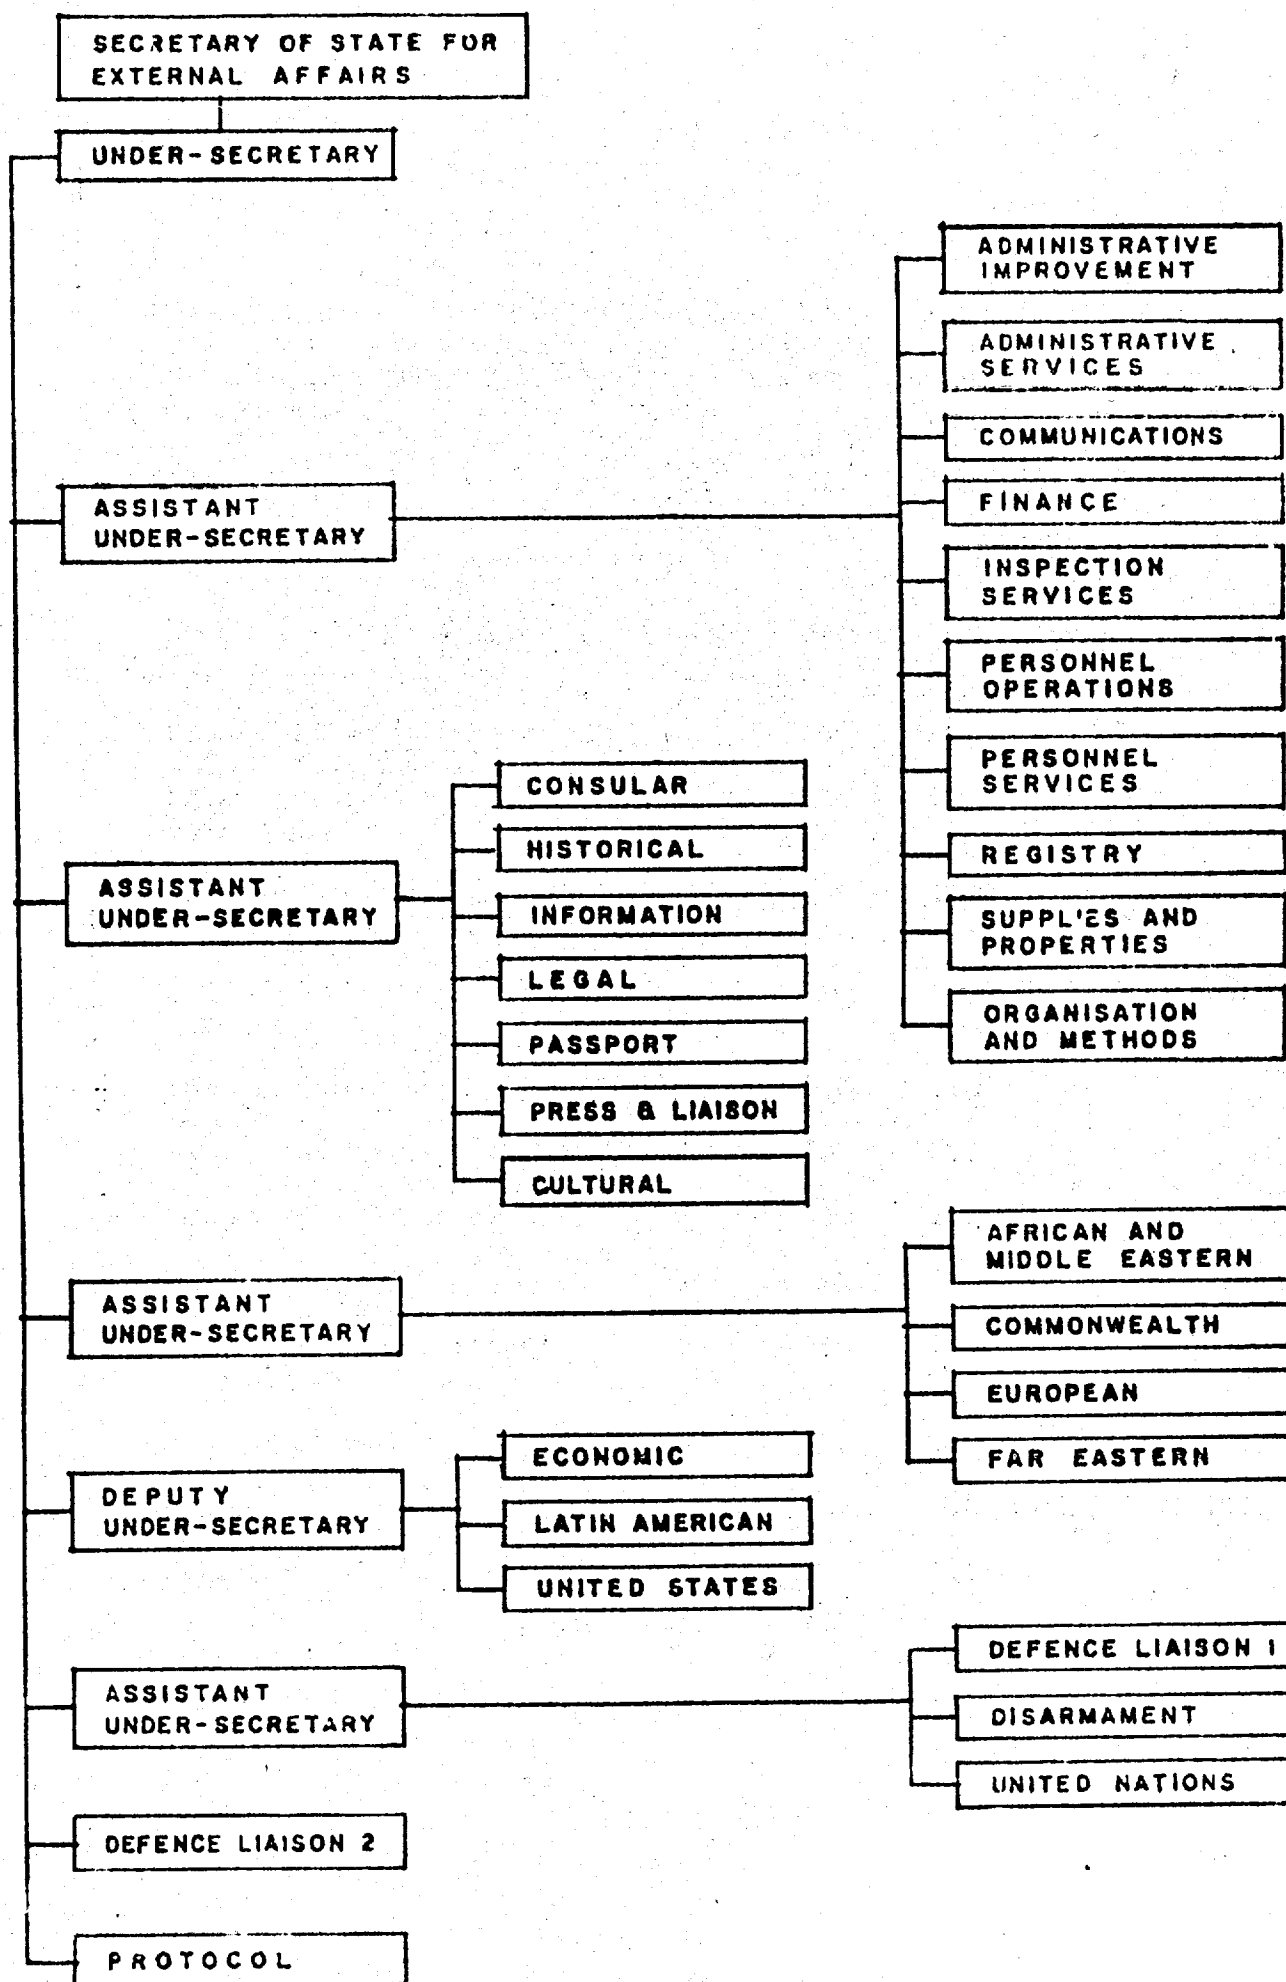 SECRETARY OF STATE FOR
EXTERNAL AFFAIRS
UNDER-SECRETARY
ADMINISTRATIVE
IMPROVEMENT
ADMINISTRATIVE
SERVICES
COMMUNICATIONS
FINANCE
INSPECTION
SERVICES
PERSONNEL
OPERATIONS
PERSONNEL
SERVICES
REGISTRY
SUPPLIES AND
PROPERTIES
ORGANISATION
AND METHODS
ASSISTANT
UNDER-SECRETARY
CONSULAR
HISTORICAL
INFORMATION
LEGAL
PASSPORT
PRESS & LIAISON
CULTURAL
ASSISTANT
UNDER-SECRETARY
AFRICAN AND
MIDDLE EASTERN
COMMONWEALTH
EUROPEAN
FAR EASTERN
ASSISTANT
UNDER-SECRETARY
ECONOMIC
LATIN AMERICAN
UNITED STATES
DEPUTY
UNDER-SECRETARY
DEFENCE LIAISON 1
DISARMAMENT
UNITED NATIONS
ASSISTANT
UNDER-SECRETARY
DEFENCE LIAISON 2
PROTOCOL